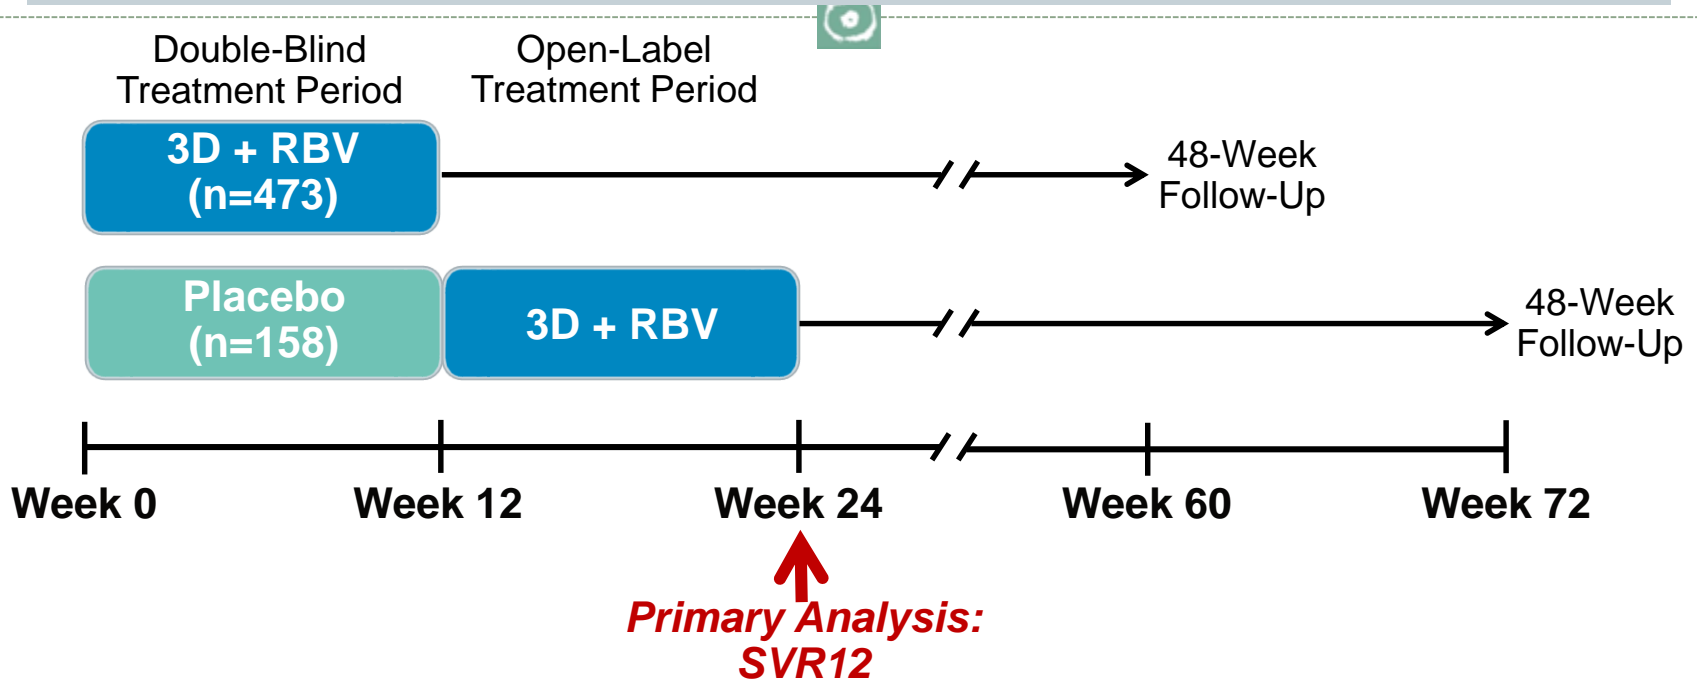 Double-Blind
Treatment Period
Open-Label
Treatment Period
3D + RBV
(n=473)
48-Week
Follow-Up
Placebo
(n=158)
3D + RBV
48-Week
Follow-Up
Week 0
Week 12
Week 24
Week 60
Week 72
Primary Analysis:
SVR12